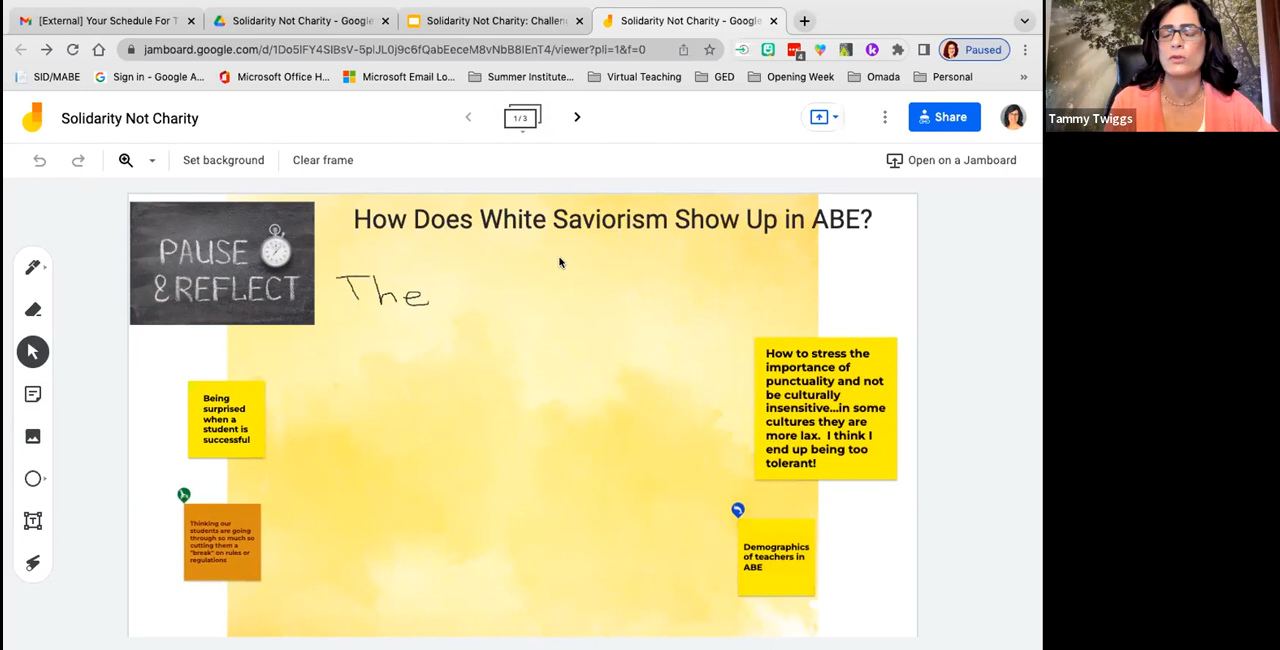 [External] Your Schedule For T
Solidarity Not Charity - Google
Solidarity Not Charity: Challen
Solidarity Not Charity - Google
jamboard.google.com/d/1Do5IFY4SIBsV-5plJL0j9c6fQabEeceM8vNbB8lEnT4/viewer?pli=1&f=0
4
Paused
SID/MABE
Sign in - Google A...
Microsoft Office H...
Microsoft Email Lo...
Summer Institute...
Virtual Teaching
GED
Opening Week
Omada
Personal
»
Tammy Twiggs
Solidarity Not Charity
1/3
Share
Set background
Clear frame
Open on a Jamboard
PAUSE
& REFLECT
How Does White Saviorism Show Up in ABE?
The
Being
surprised
when a
student is
successful
How to stress the
importance of
punctuality and not
be culturally
insensitive...in some
cultures they are
more lax. I think I
end up being too
tolerant!
Thinking our
students are going
through so much so
cutting them a
"break" on rules or
regulations
Demographics
of teachers in
ABE